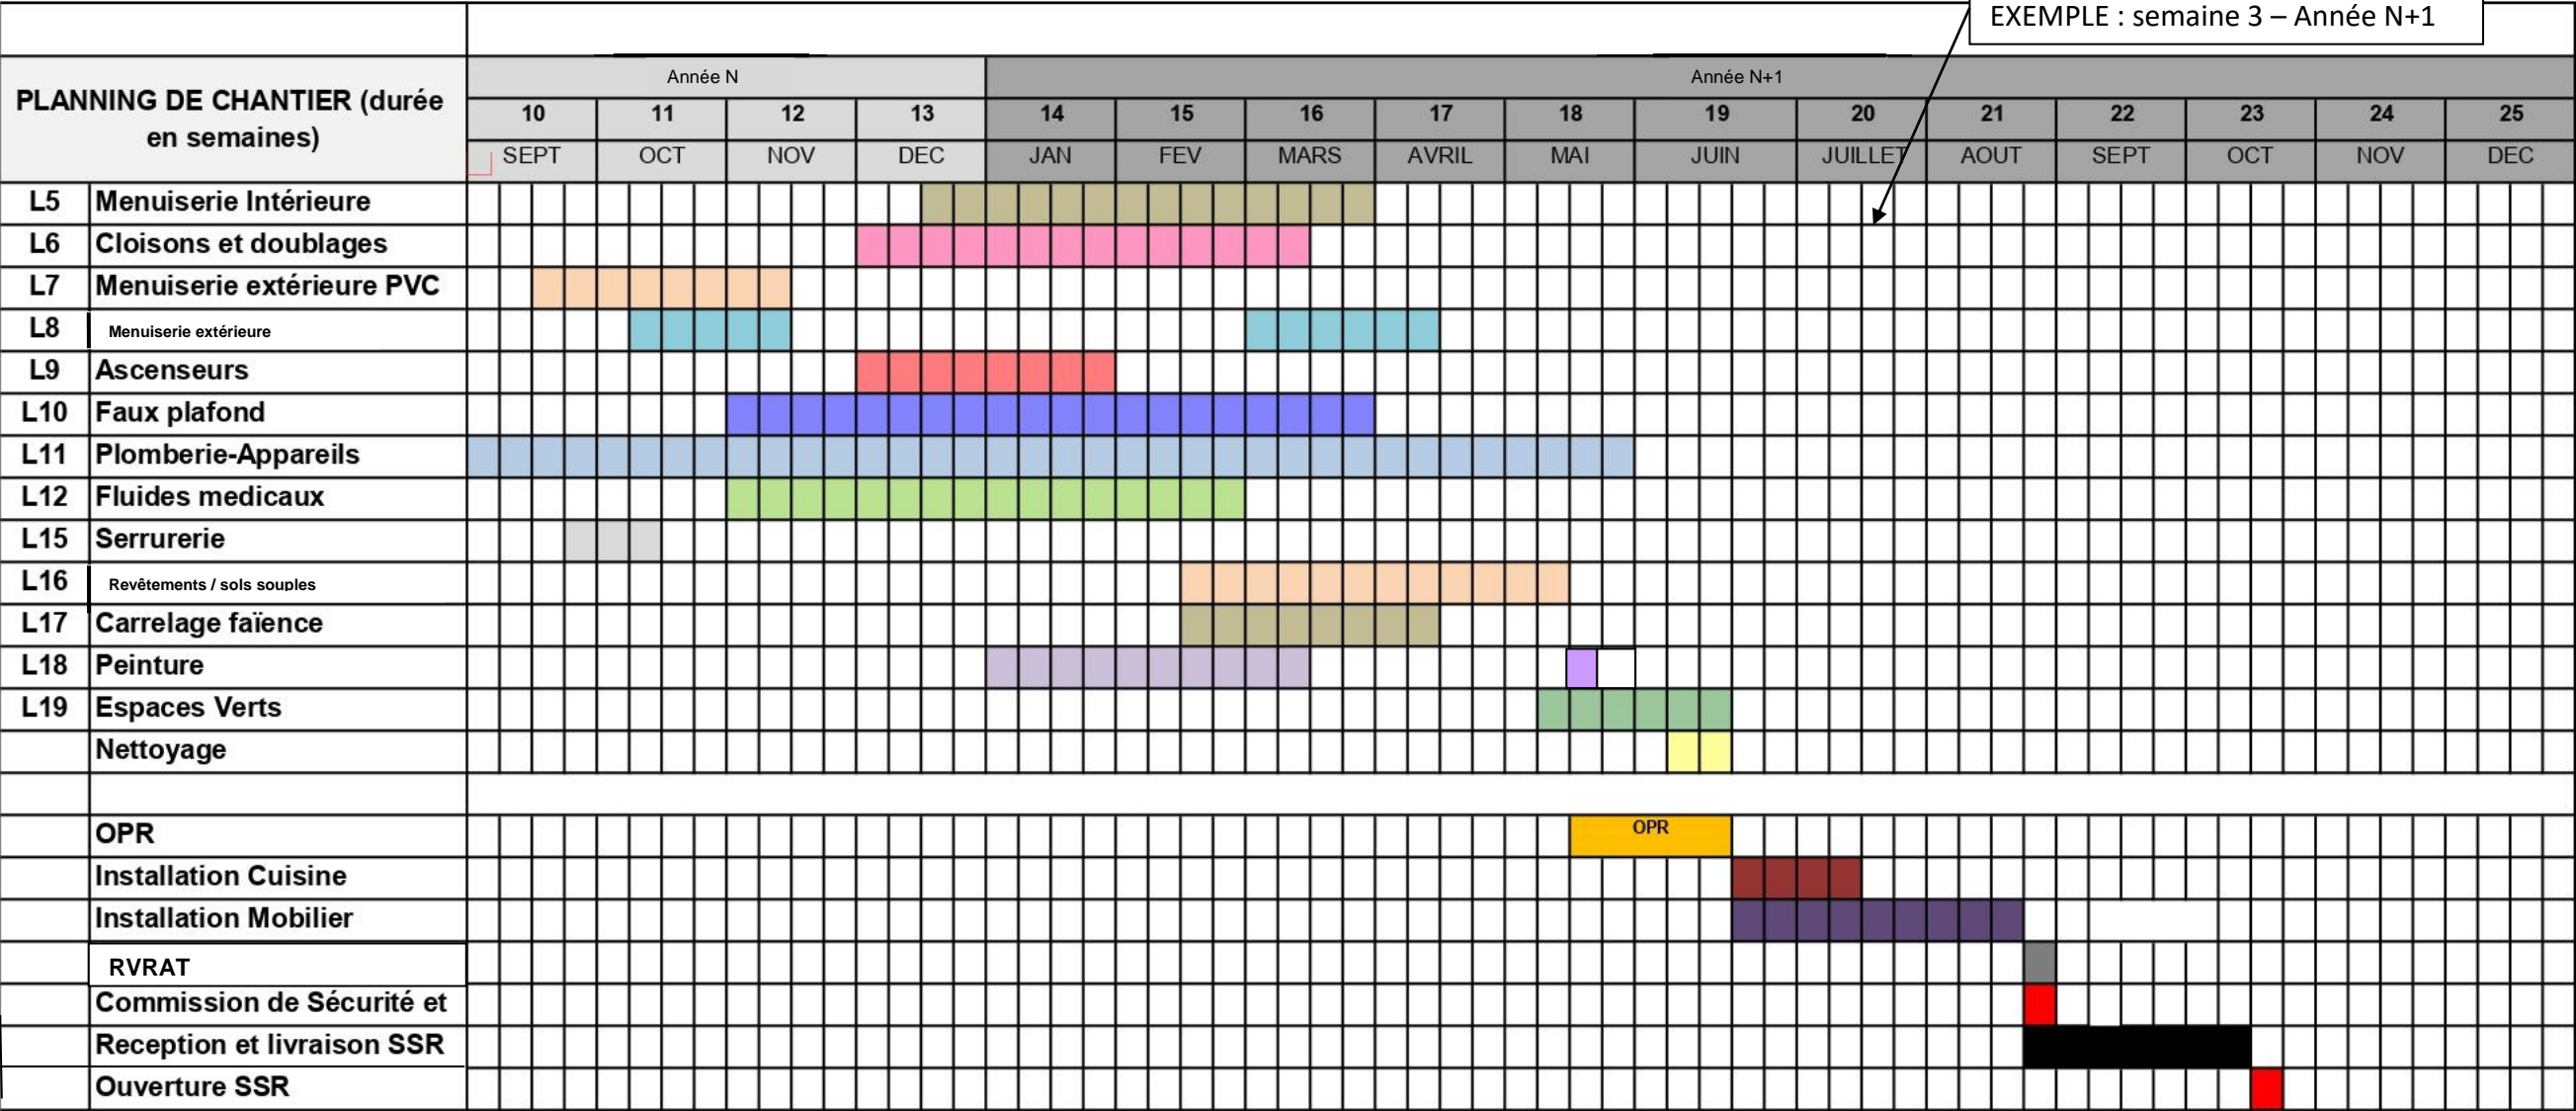 EXEMPLE : semaine 3 – Année N+1
Année N Année N+1
PLANNING DE CHANTIER (durée
en semaines)
10 11 12 13 14 15 16 17 18 19 20 21 22 23 24 25
SEPT OCT NOV DEC JAN FEV MARS AVRIL MAI JUIN JUILLET AOUT SEPT OCT NOV DEC
L5 Menuiserie Intérieure
L6 Cloisons et doublages
L7 Menuiserie extérieure PVC
L8 Menuiserie extérieure
L9 Ascenseurs
L10 Faux plafond
L11 Plomberie-Appareils
L12 Fluides medicaux
L15 Serrurerie
L16 Revêtements / sols souples
L17 Carrelage faïence
L18 Peinture
L19 Espaces Verts
Nettoyage
OPR OPR
Installation Cuisine
Installation Mobilier
RVRAT
Commission de Sécurité et
Reception et livraison SSR
Ouverture SSR